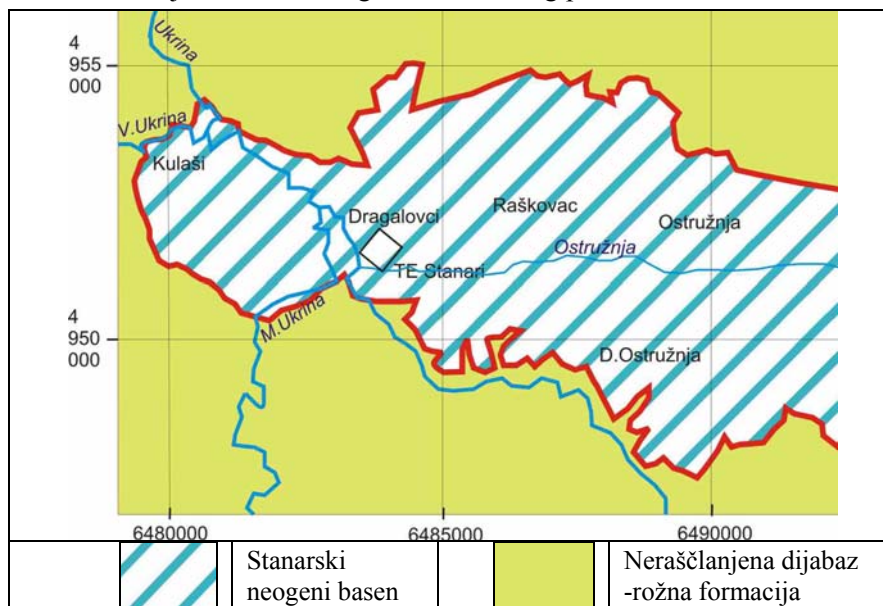 Ukrina
4
955
000
V.Ukrina
Kulaši
Dragalovci
Raškovac
Ostružnja
Ostružnja
TE Stanari
M.Ukrina
4
950
000
D.Ostružnja
6480000
6485000
6490000
Stanarski
neogeni basen
Neraščlanjena dijabaz
-rožna formacija